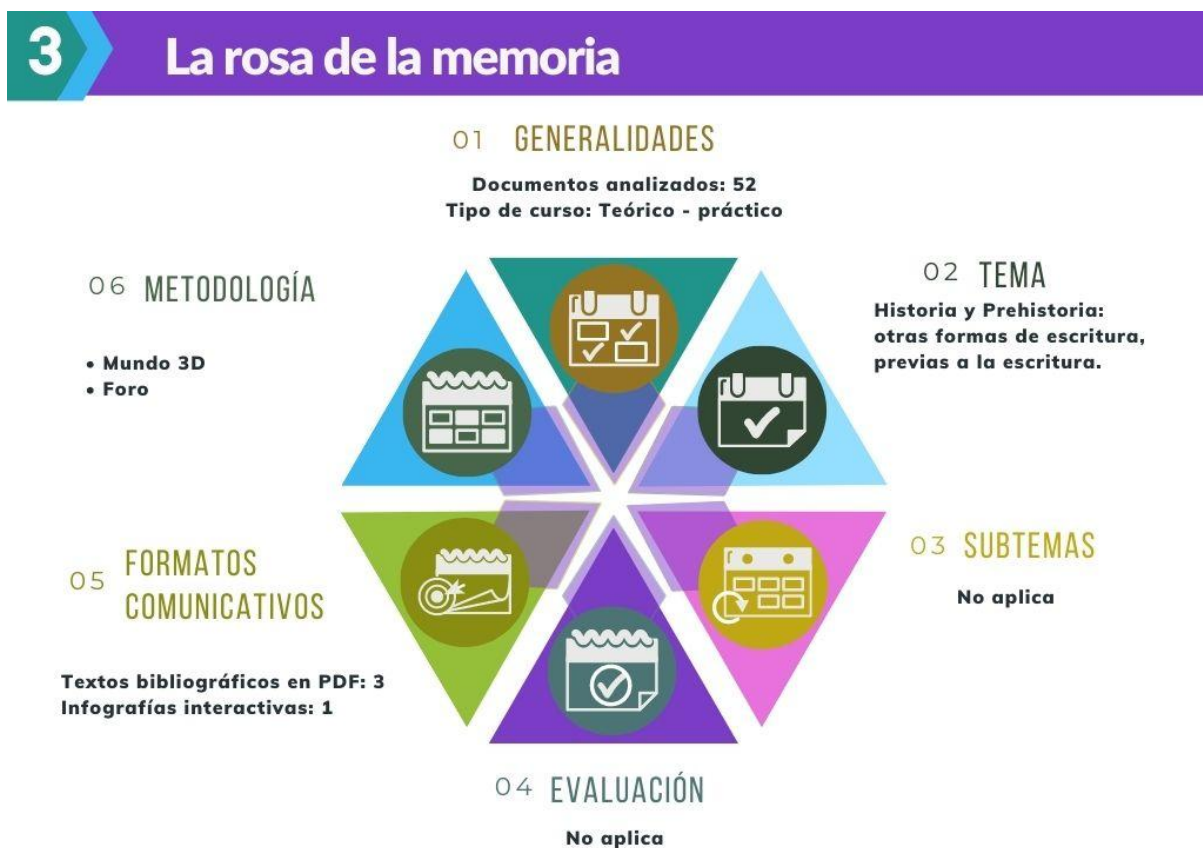 3
La rosa de la memoria
01 GENERALIDADES
Documentos analizados: 52
Tipo de curso: Teórico - práctico
02 TEMA
Historia y Prehistoria:
otras formas de escritura,
previas a la escritura.
03 SUBTEMAS
No aplica
04 EVALUACIÓN
No aplica
05 FORMATOS
COMUNICATIVOS
Textos bibliográficos en PDF: 3
Infografías interactivas: 1
06 METODOLOGÍA
• Mundo 3D
• Foro